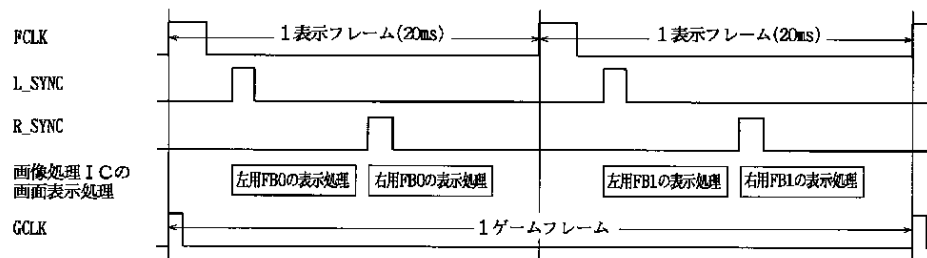 FCLK
1表示フレーム(20ms)
1表示フレーム(20ms)
L_SYNC
R_SYNC
画像処理ICの
画面表示処理
左用FB0の表示処理
右用FB0の表示処理
左用FB1の表示処理
右用FB1の表示処理
GCLK
1ゲームフレーム